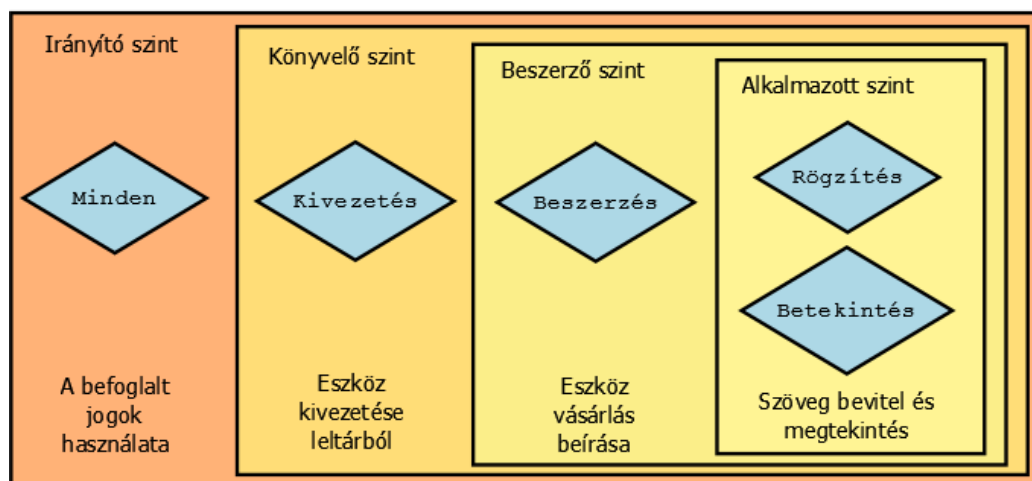 Irányító szint
Minden
A befoglalt
jogok
használata
Könyvelő szint
Kivezetés
Eszköz
kivezetése
leltárból
Beszerző szint
Beszerzés
Eszköz
vásárlás
beírása
Alkalmazott szint
Rögzítés
Betekintés
Szöveg bevitel és
megtekintés